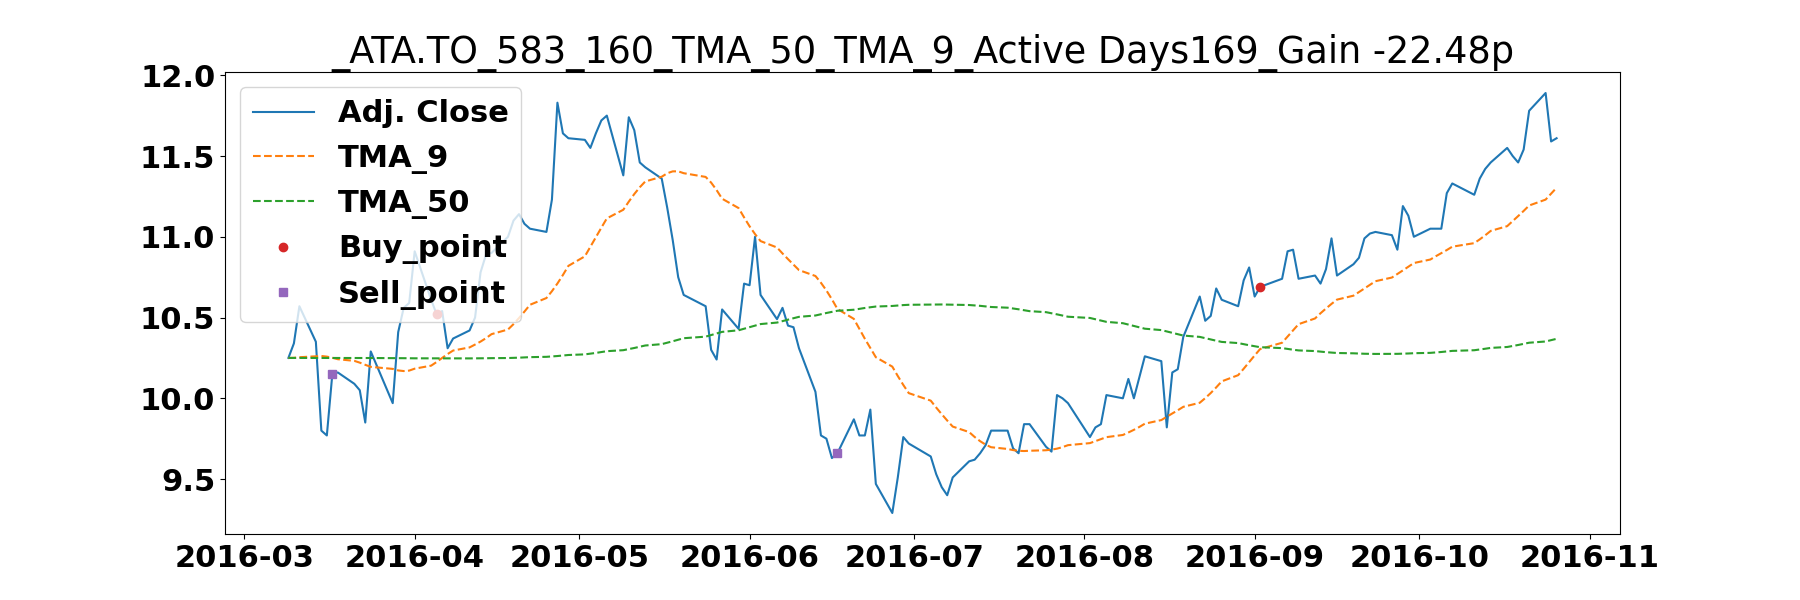 _ATA.TO_583_160_TMA_50_TMA_9_Active Days169_Gain -22.48p
12.0
11.5
11.0
10.5
10.0
9.5
Adj. Close
TMA_9
TMA_50
Buy_point
Sell_point
2016-03 2016-04 2016-05 2016-06 2016-07 2016-08 2016-09 2016-10 2016-11